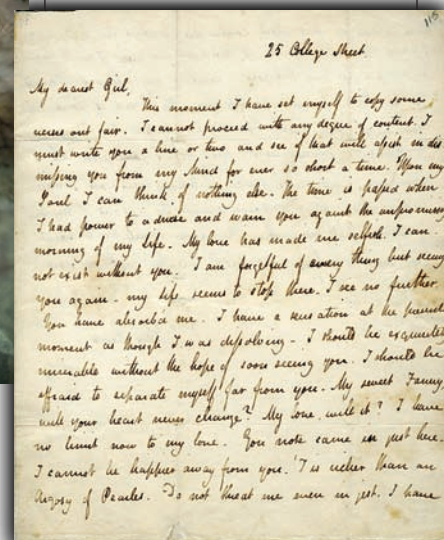 115
25 College Street.
My dearest Girl,
This moment I have set myself to copy some
verses out fair. I cannot proceed with any degree of content. I
must write you a line or two and see if that will assist in dis
missing you from my Mind for ever so short a time. Upon my
Soul I can think of nothing else. The time is passed when
I had power to advise and warn you against the unpromising
morning of my Life. My love has made me selfish. I can
not exist without you. I am forgetful of every thing but seeing
you again. my Life seems to stop there. I see no further.
You have absorb'd me. I have a sensation at the present
moment as though I was dissolving. I should be exquisitely
miserable without the hope of soon seeing you. I should be
afraid to separate myself far from you. My sweet Fanny,
will your heart never change? My love, will it? I have
no limit now to my love. You note came in just here.
I cannot be happier away from you. 'T is richer than an
Argosy of Pearles. Do not threat me even in jest. I have